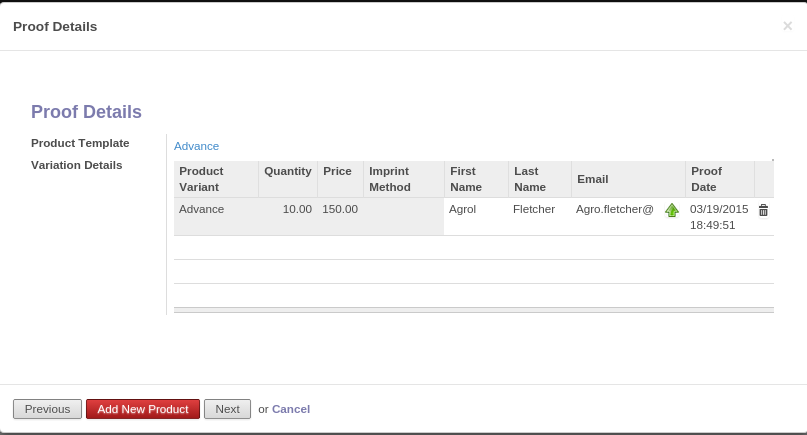 Proof Details
×
Proof Details
Product Template
Advance
Variation Details
Product Variant Quantity Price Imprint Method First Name Last Name Email Proof Date
Advance 10.00 150.00 Agrol Fletcher Agro.fletcher@ 03/19/2015 18:49:51
Previous Add New Product Next or Cancel